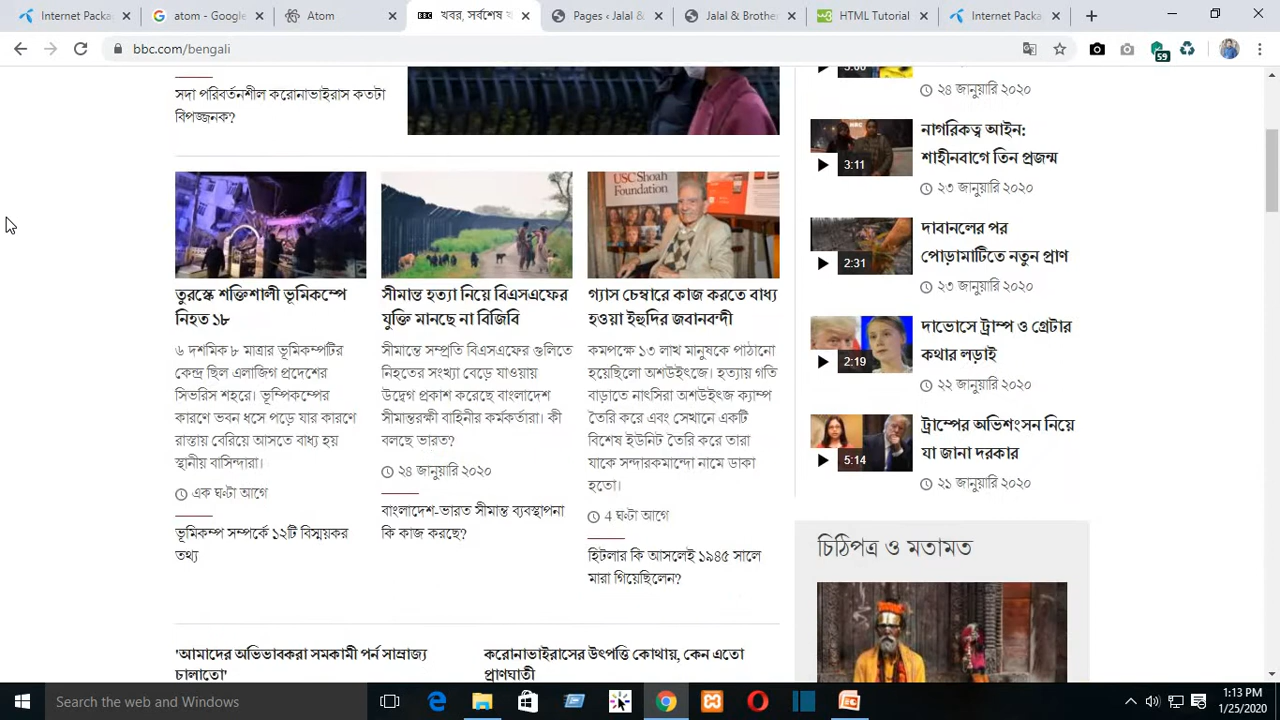 Internet Packa
atom - Google
Atom
BBC খবর, সর্বশেষ খ
Pages ‹ Jalal & B
Jalal & Brother
HTML Tutorial
Internet Packa
bbc.com/bengali
59
সদা পরিবর্তনশীল করোনাভাইরাস কতটা
বিপজ্জনক?
তুরস্কে শক্তিশালী ভূমিকম্পে
নিহত ১৮
৬ দশমিক ৮ মাত্রার ভূমিকম্পটির
কেন্দ্র ছিল এলাজিগ প্রদেশের
সিভরিস শহরে। ভূম্পিকম্পের
কারণে ভবন ধসে পড়ে যার কারণে
রাস্তায় বেরিয়ে আসতে বাধ্য হয়
স্থানীয় বাসিন্দারা।
এক ঘণ্টা আগে
ভূমিকম্প সম্পর্কে ১২টি বিস্ময়কর
তথ্য
সীমান্ত হত্যা নিয়ে বিএসএফের
যুক্তি মানছে না বিজিবি
সীমান্তে সম্প্রতি বিএসএফের গুলিতে
নিহতের সংখ্যা বেড়ে যাওয়ায়
উদ্বেগ প্রকাশ করেছে বাংলাদেশ
সীমান্তরক্ষী বাহিনীর কর্মকর্তারা। কী
বলছে ভারত?
২৪ জানুয়ারি ২০২০
বাংলাদেশ-ভারত সীমান্ত ব্যবস্থাপনা
কি কাজ করছে?
USC Shoah
Foundation
গ্যাস চেম্বারে কাজ করতে বাধ্য
হওয়া ইহুদির জবানবন্দী
কমপক্ষে ১৩ লাখ মানুষকে পাঠানো
হয়েছিলো অশউইৎজে। হত্যায় গতি
বাড়াতে নাৎসিরা অশউইৎজ ক্যাম্প
তৈরি করে এবং সেখানে একটি
বিশেষ ইউনিট তৈরি করে তারা
যাকে সন্দারকমান্দো নামে ডাকা
হতো।
4 ঘণ্টা আগে
হিটলার কি আসলেই ১৯৪৫ সালে
মারা গিয়েছিলেন?
'আমাদের অভিভাবকরা সমকামী পর্ন সাম্রাজ্য
চালাতো'
করোনাভাইরাসের উৎপত্তি কোথায়, কেন এতো
প্রাণঘাতী
২৪ জানুয়ারি ২০২০
3:11
নাগরিকত্ব আইন:
শাহীনবাগে তিন প্রজন্ম
২৩ জানুয়ারি ২০২০
2:31
দাবানলের পর
পোড়ামাটিতে নতুন প্রাণ
২৩ জানুয়ারি ২০২০
2:19
দাভোসে ট্রাম্প ও গ্রেটার
কথার লড়াই
২২ জানুয়ারি ২০২০
5:14
ট্রাম্পের অভিশংসন নিয়ে
যা জানা দরকার
২১ জানুয়ারি ২০২০
চিঠিপত্র ও মতামত
Search the web and Windows
1:13 PM
1/25/2020